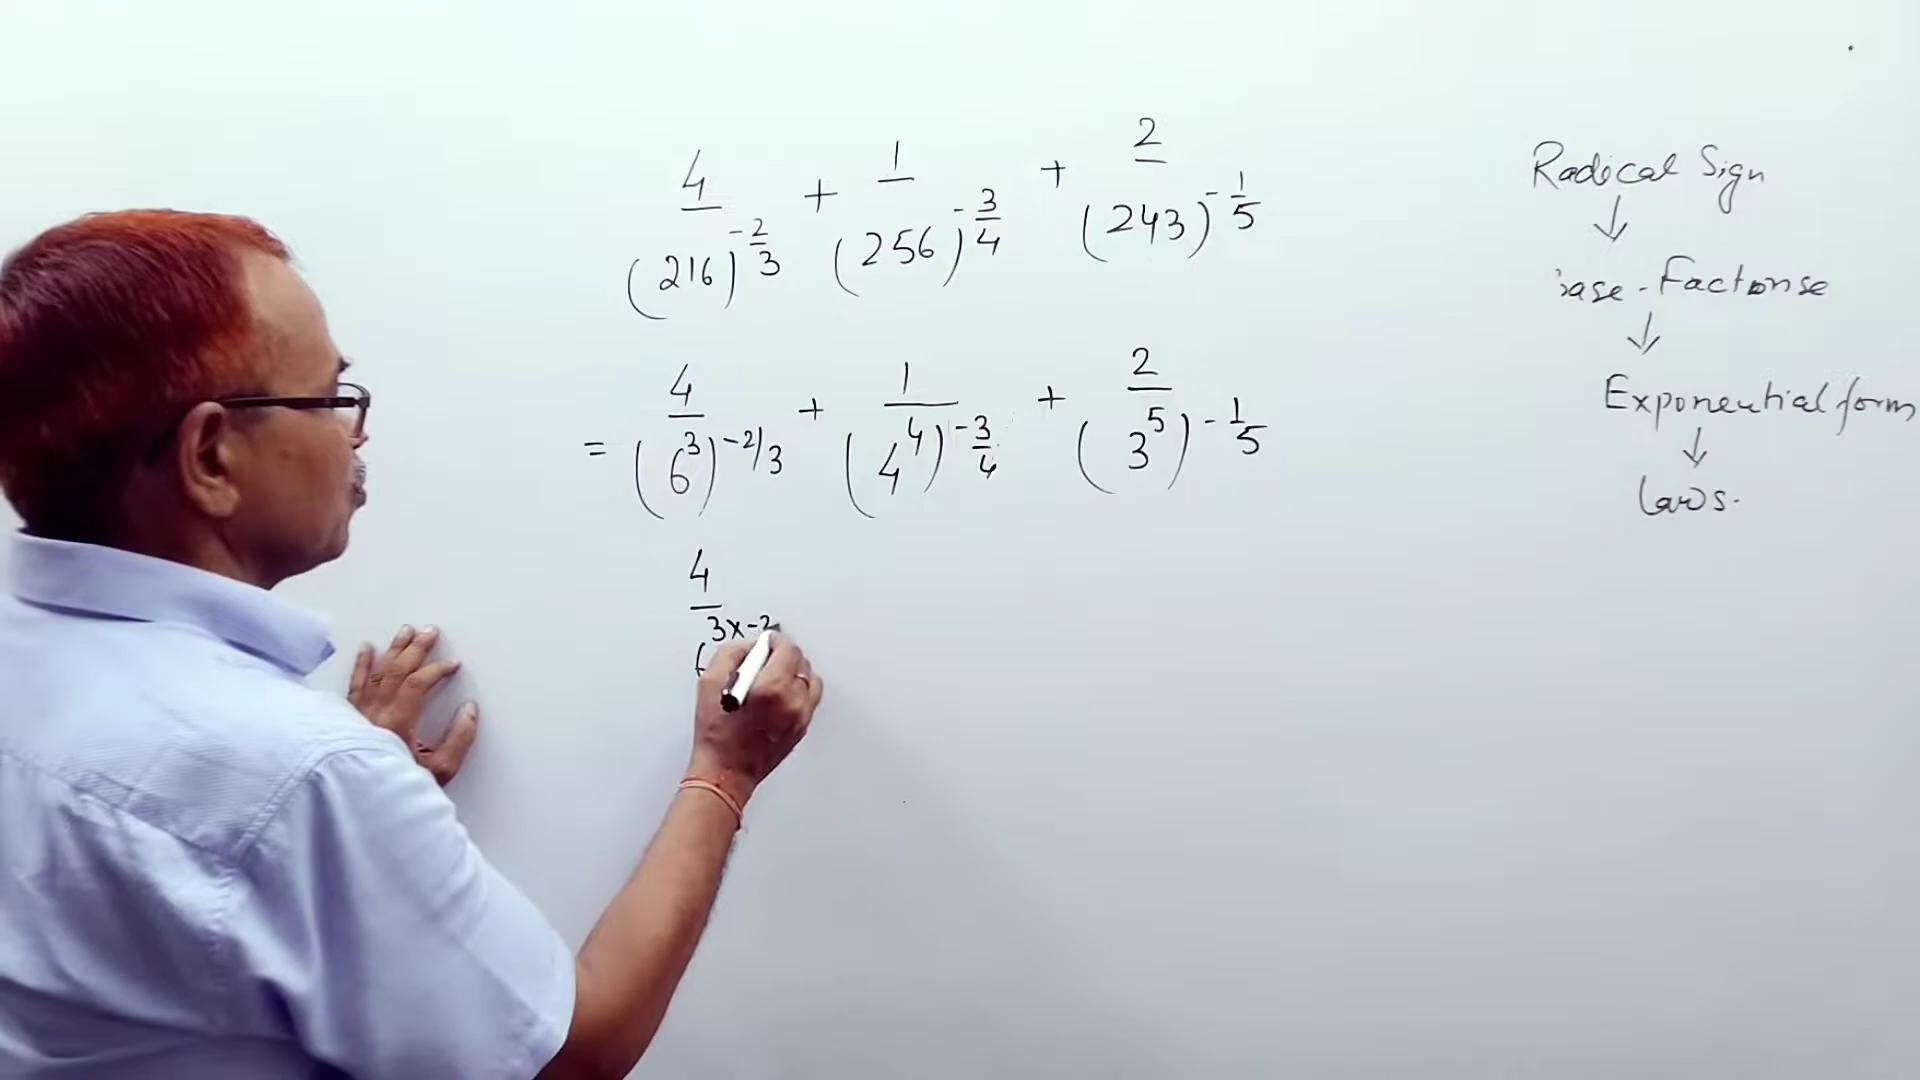 4/(216)^-2/3 + 1/(256)^-3/4 + 2/(243)^-1/5
= 4/(6^3)^-2/3 + 1/(4^4)^-3/4 + 2/(3^5)^-1/5
4/6^3x-2
Radical Sign
↓
ase - Factorise
↓
Exponential form
↓
Laws.